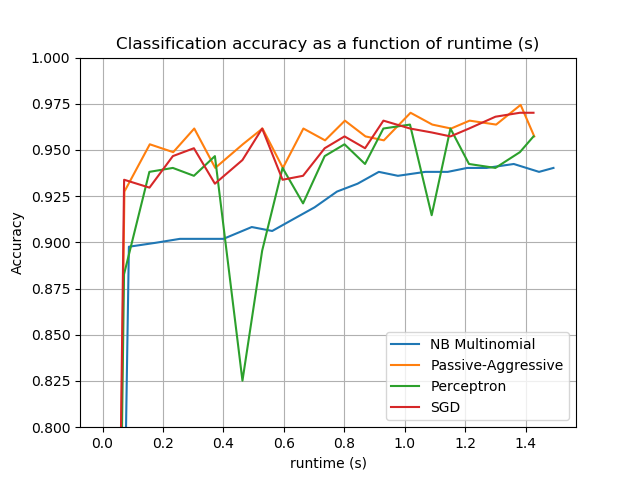 Classification accuracy as a function of runtime (s)
1.000
0.975
0.950
0.925
0.900
0.875
0.850
0.825
0.800
Accuracy
NB Multinomial
Passive-Aggressive
Perceptron
SGD
0.0 0.2 0.4 0.6 0.8 1.0 1.2 1.4
runtime (s)